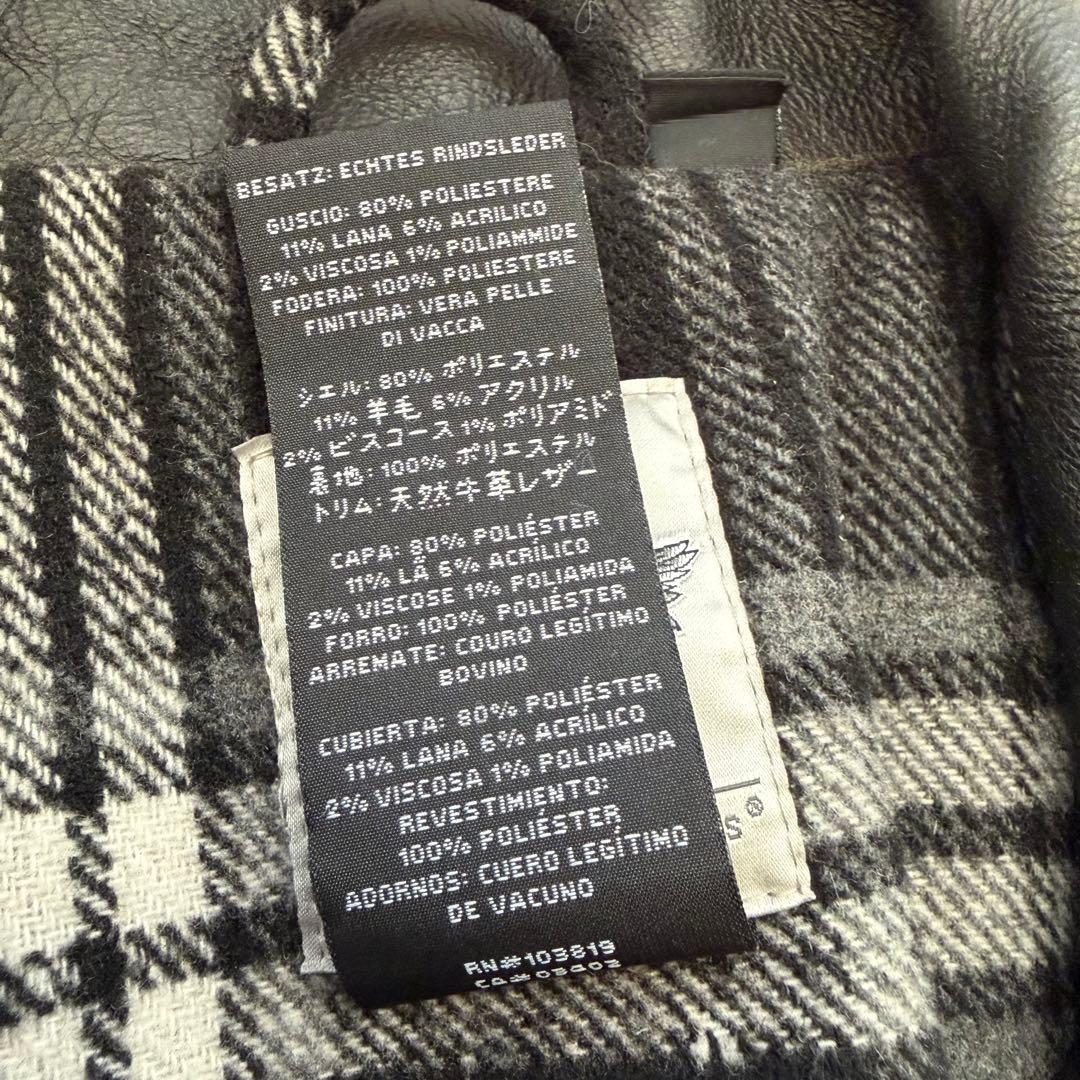 BESATZ: ECHTES RINDSLEDER
GUSCIO: 80% POLIESTERE
11% LANA 6% ACRILICO
2% VISCOSA 1% POLIAMMIDE
FODERA: 100% POLIESTERE
FINITURA: VERA PELLE
DI VACCA
シェル: 80% ポリエステル
11% 羊毛 6% アクリル
2% ビスコース 1% ポリアミド
裏地: 100% ポリエステル
トリム: 天然牛革レザー
CAPA: 80% POLIÉSTER
11% LÃ 6% ACRÍLICO
2% VISCOSE 1% POLIAMIDA
FORRO: 100% POLIÉSTER
ARREMATE: COURO LEGÍTIMO
BOVINO
CUBIERTA: 80% POLIÉSTER
11% LANA 6% ACRÍLICO
2% VISCOSA 1% POLIAMIDA
REVESTIMIENTO:
100% POLIÉSTER
ADORNOS: CUERO LEGÍTIMO
DE VACUNO
RN#103819
S®